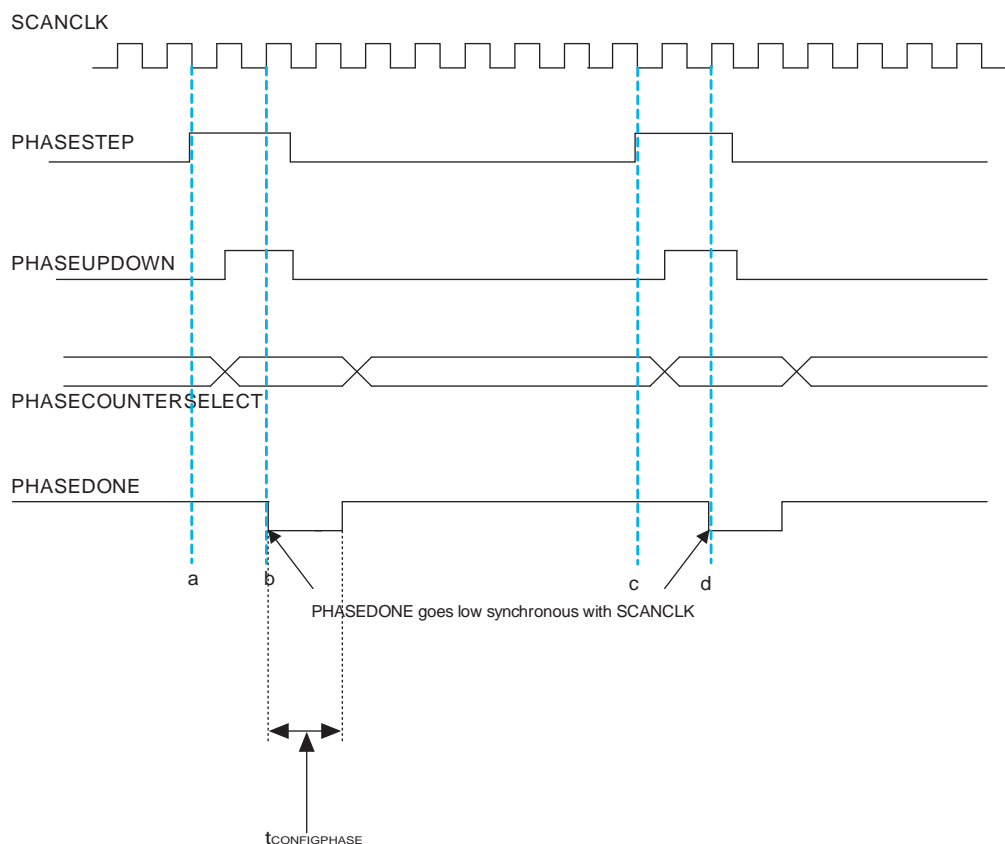 SCANCLK
PHASESTEP
PHASEUPDOWN
PHASECOUNTERSELECT
PHASEDONE
a b c d
PHASEDONE goes low synchronous with SCANCLK
tCONFIGPHASE